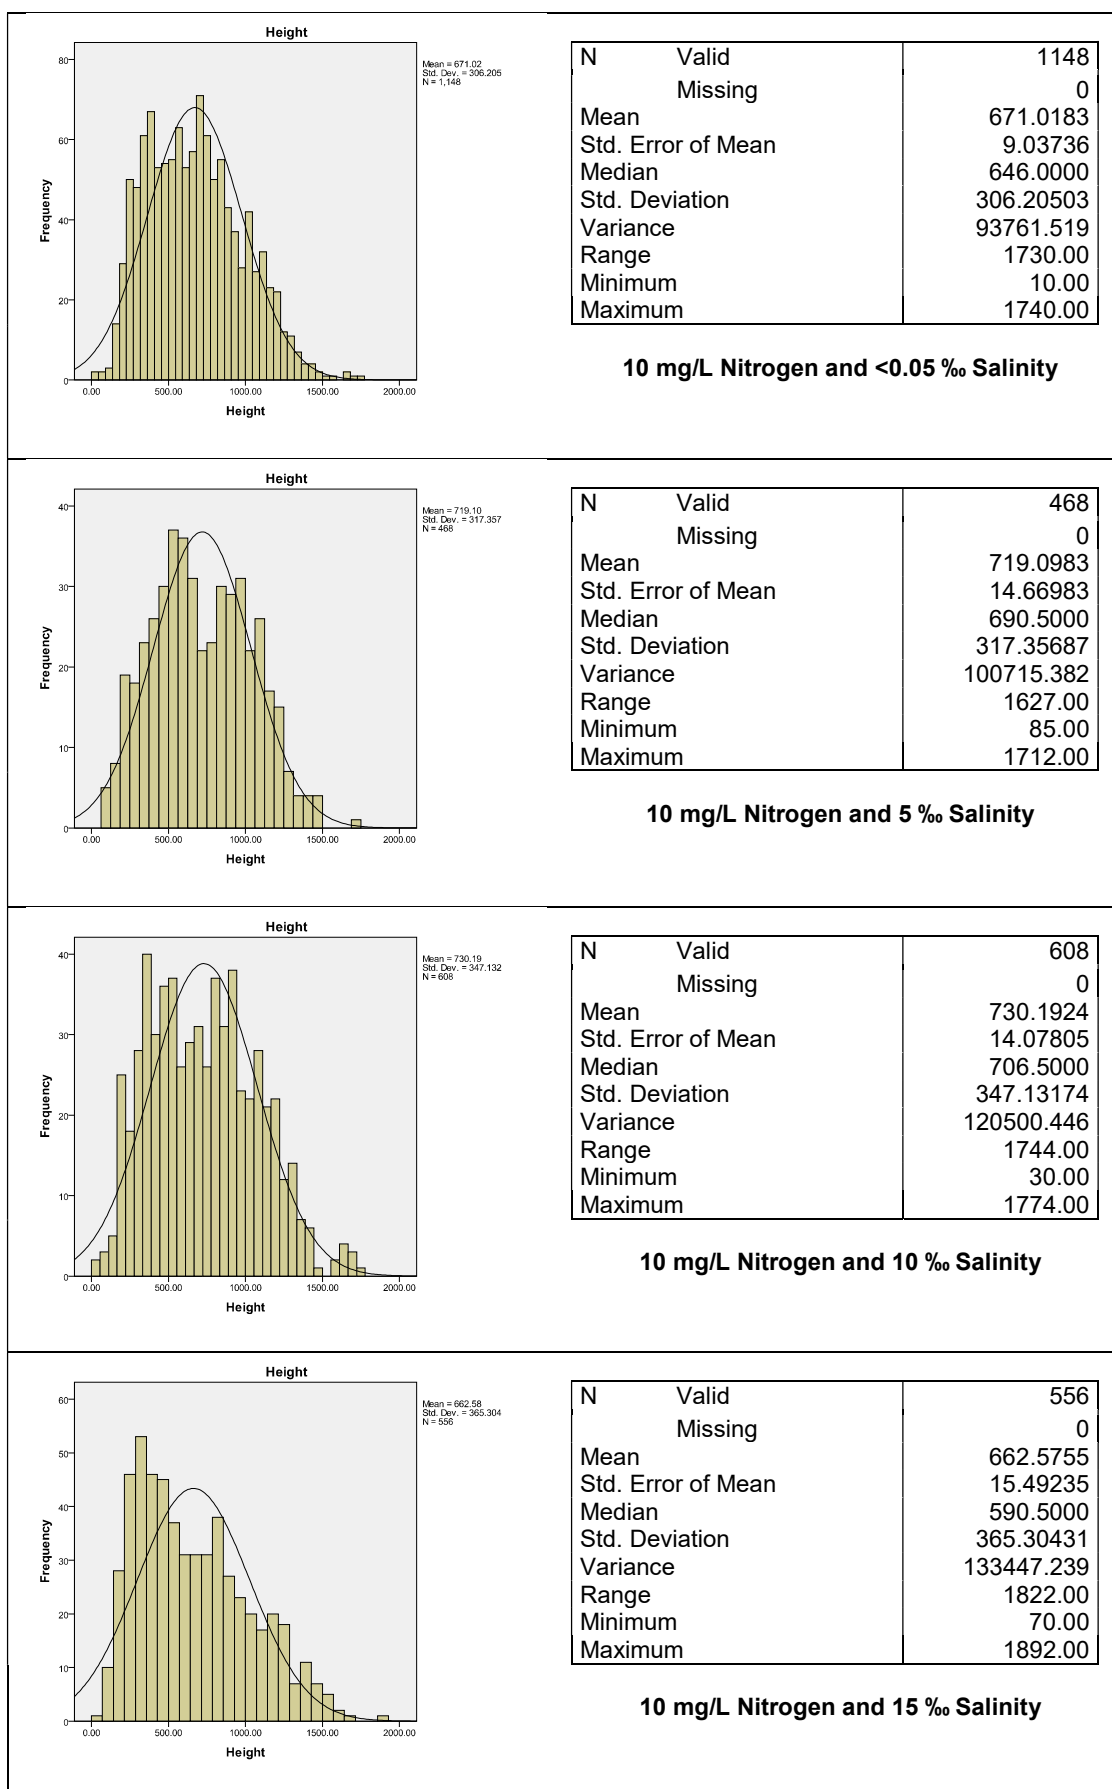 Height
Mean = 671.02
Std. Dev. = 306.205
N = 1,148
Frequency
80
60
40
20
0
0.00 500.00 1000.00 1500.00 2000.00
Height
N Valid 1148
Missing 0
Mean 671.0183
Std. Error of Mean 9.03736
Median 646.0000
Std. Deviation 306.20503
Variance 93761.519
Range 1730.00
Minimum 10.00
Maximum 1740.00
10 mg/L Nitrogen and <0.05 ‰ Salinity
Height
Mean = 719.10
Std. Dev. = 317.357
N = 468
Frequency
40
30
20
10
0
0.00 500.00 1000.00 1500.00 2000.00
Height
N Valid 468
Missing 0
Mean 719.0983
Std. Error of Mean 14.66983
Median 690.5000
Std. Deviation 317.35687
Variance 100715.382
Range 1627.00
Minimum 85.00
Maximum 1712.00
10 mg/L Nitrogen and 5 ‰ Salinity
Height
Mean = 730.19
Std. Dev. = 347.132
N = 608
Frequency
40
30
20
10
0
0.00 500.00 1000.00 1500.00 2000.00
Height
N Valid 608
Missing 0
Mean 730.1924
Std. Error of Mean 14.07805
Median 706.5000
Std. Deviation 347.13174
Variance 120500.446
Range 1744.00
Minimum 30.00
Maximum 1774.00
10 mg/L Nitrogen and 10 ‰ Salinity
Height
Mean = 662.58
Std. Dev. = 365.304
N = 556
Frequency
60
50
40
30
20
10
0
0.00 500.00 1000.00 1500.00 2000.00
Height
N Valid 556
Missing 0
Mean 662.5755
Std. Error of Mean 15.49235
Median 590.5000
Std. Deviation 365.30431
Variance 133447.239
Range 1822.00
Minimum 70.00
Maximum 1892.00
10 mg/L Nitrogen and 15 ‰ Salinity